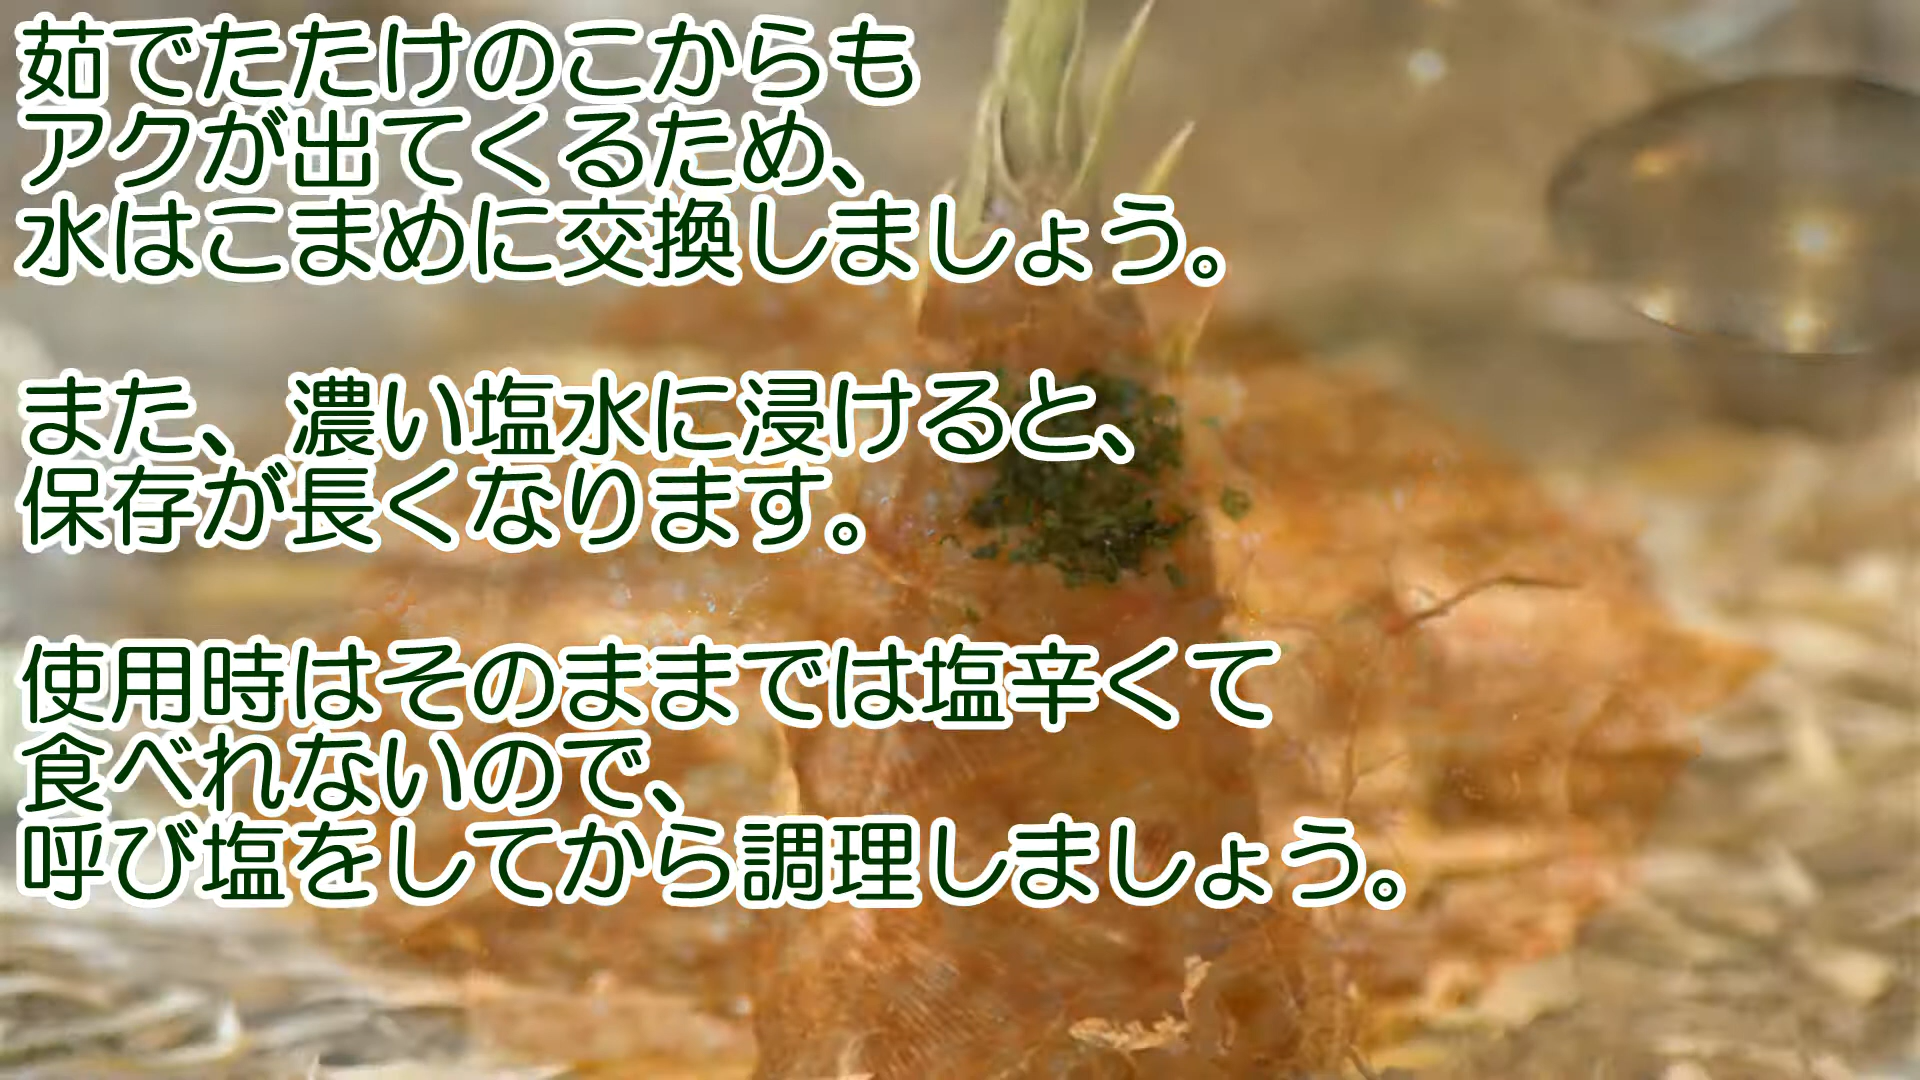 茹でたたけのこからも
アクが出てくるため、
水はこまめに交換しましょう。
また、濃い塩水に浸けると、
保存が長くなります。
使用時はそのままでは塩辛くて
食べれないので、
呼び塩をしてから調理しましょう。